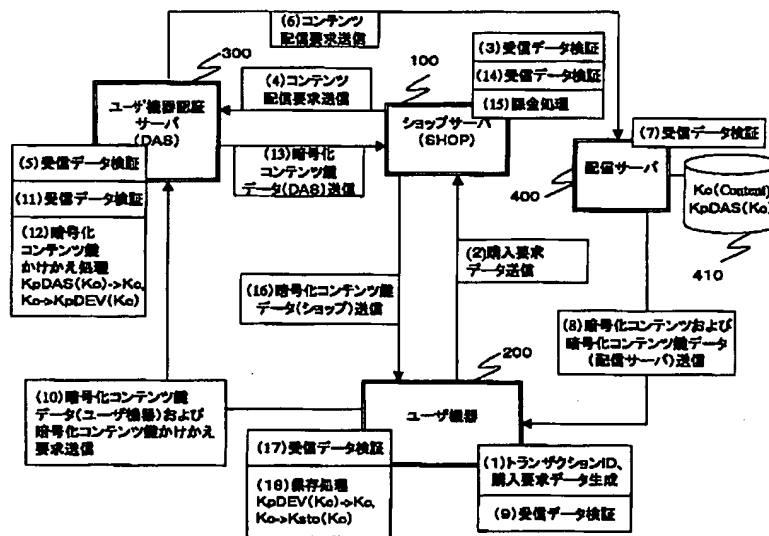 (6)コンテンツ
配信要求送信
300
100
(3)受信データ検証
(14)受信データ検証
(15)課金処理
(4)コンテンツ
配信要求送信
ユーザ機器認証
サーバ
(DAS)
ショップサーバ
(SHOP)
(7)受信データ検証
(5)受信データ検証
(11)受信データ検証
(12)暗号化
コンテンツ鍵
かけかえ処理
KpDAS(Kc)->Kc,
Kc->KpDEV(Kc)
(13)暗号化
コンテンツ鍵
データ(DAS)送信
配信サーバ
400
Kc(Content)
KpDAS(Kc)
410
(2)購入要求
データ送信
(16)暗号化コンテンツ鍵
データ(ショップ)送信
(8)暗号化コンテンツおよび
暗号化コンテンツ鍵データ
(配信サーバ)送信
200
(10)暗号化コンテンツ鍵
データ(ユーザ機器)および
暗号化コンテンツ鍵かけかえ
要求送信
ユーザ機器
(17)受信データ検証
(18)保存処理
KpDEV(Kc)->Kc,
Kc->Ksto(Kc)
(1)トランザクションID、
購入要求データ生成
(9)受信データ検証